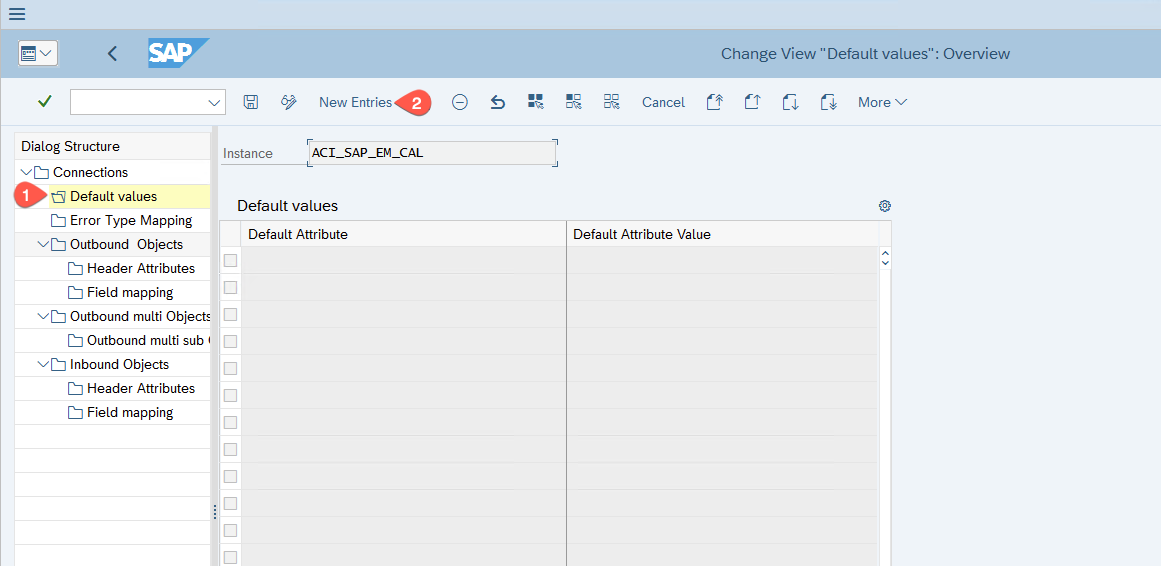 SAP
Change View "Default values": Overview
New Entries
2
Cancel
More
Dialog Structure
Connections
1
Default values
Error Type Mapping
Outbound  Objects
Header Attributes
Field mapping
Outbound multi Objects
Outbound multi sub
Inbound Objects
Header Attributes
Field mapping
Instance
ACI_SAP_EM_CAL
Default values
Default Attribute
Default Attribute Value